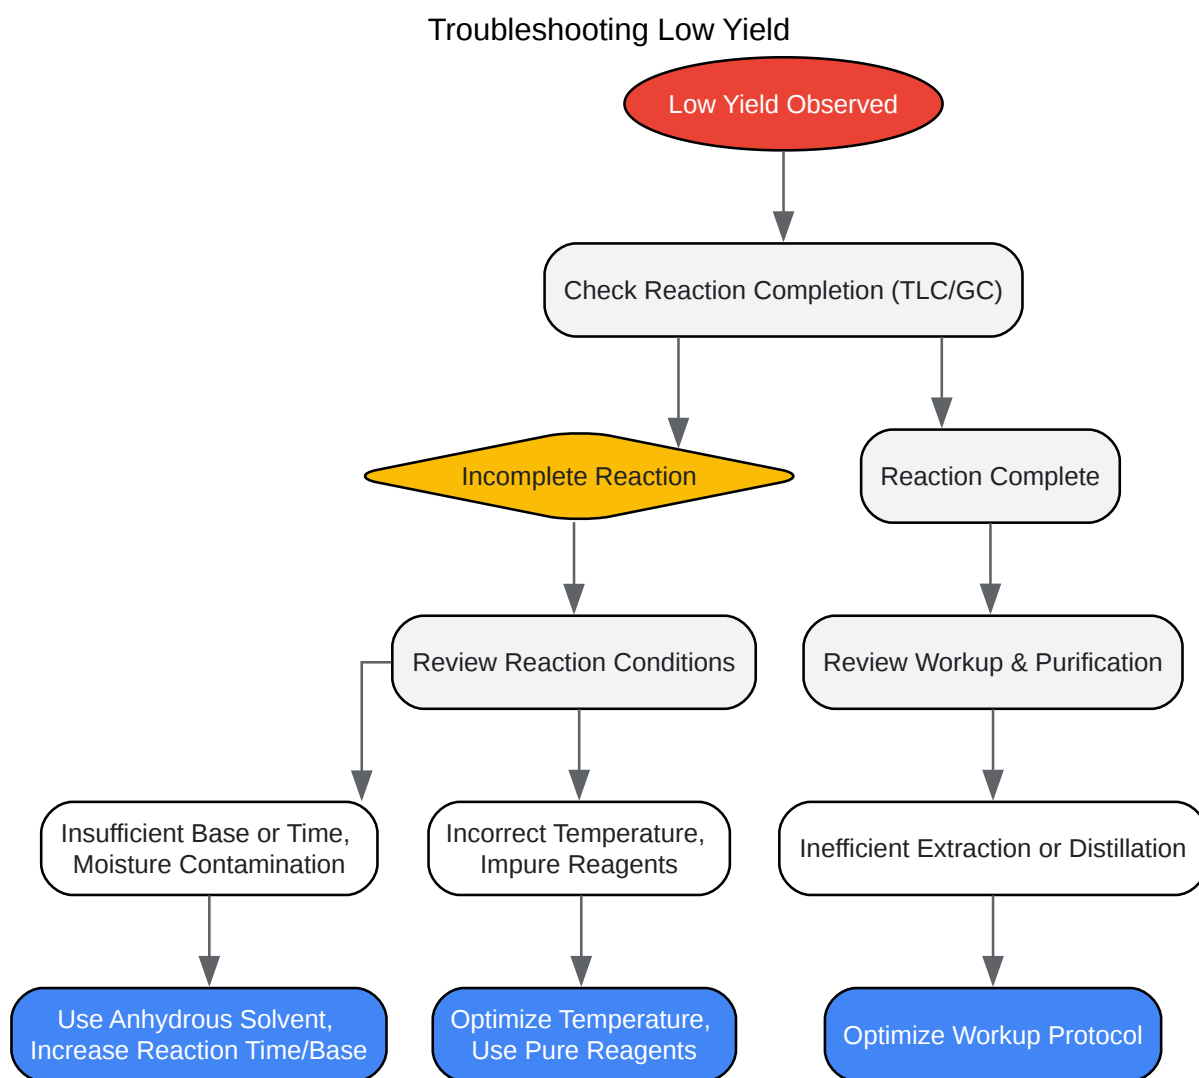 Troubleshooting Low Yield
Low Yield Observed
Check Reaction Completion (TLC/GC)
Incomplete Reaction
Reaction Complete
Review Reaction Conditions
Review Workup & Purification
Insufficient Base or Time,
Moisture Contamination
Incorrect Temperature,
Impure Reagents
Inefficient Extraction or Distillation
Use Anhydrous Solvent,
Increase Reaction Time/Base
Optimize Temperature,
Use Pure Reagents
Optimize Workup Protocol